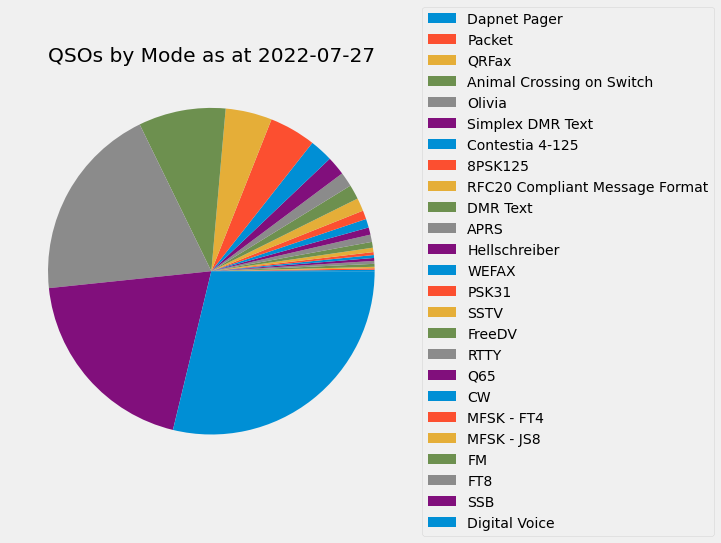 QSOs by Mode as at 2022-07-27
Dapnet Pager
Packet
QRFax
Animal Crossing on Switch
Olivia
Simplex DMR Text
Contestia 4-125
8PSK125
RFC20 Compliant Message Format
DMR Text
APRS
Hellschreiber
WEFAX
PSK31
SSTV
FreeDV
RTTY
Q65
CW
MFSK - FT4
MFSK - JS8
FM
FT8
SSB
Digital Voice